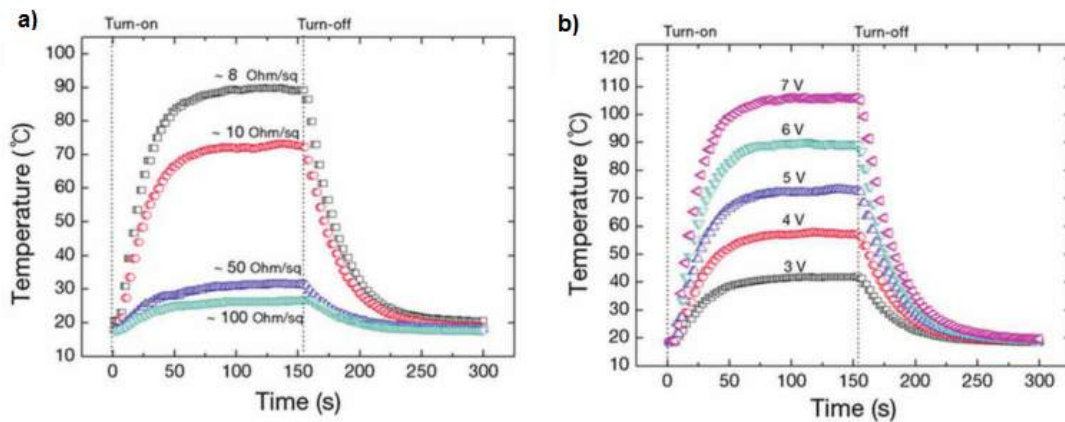 a)
Turn-on Turn-off
100
90
80
70
60
50
40
30
20
10
~ 8 Ohm/sq
~ 10 Ohm/sq
~ 50 Ohm/sq
~ 100 Ohm/sq
Temperature (℃)
0 50 100 150 200 250 300
Time (s)
b)
Turn-on Turn-off
120
110
100
90
80
70
60
50
40
30
20
10
7 V
6 V
5 V
4 V
3 V
Temperature (℃)
0 50 100 150 200 250 300
Time (s)